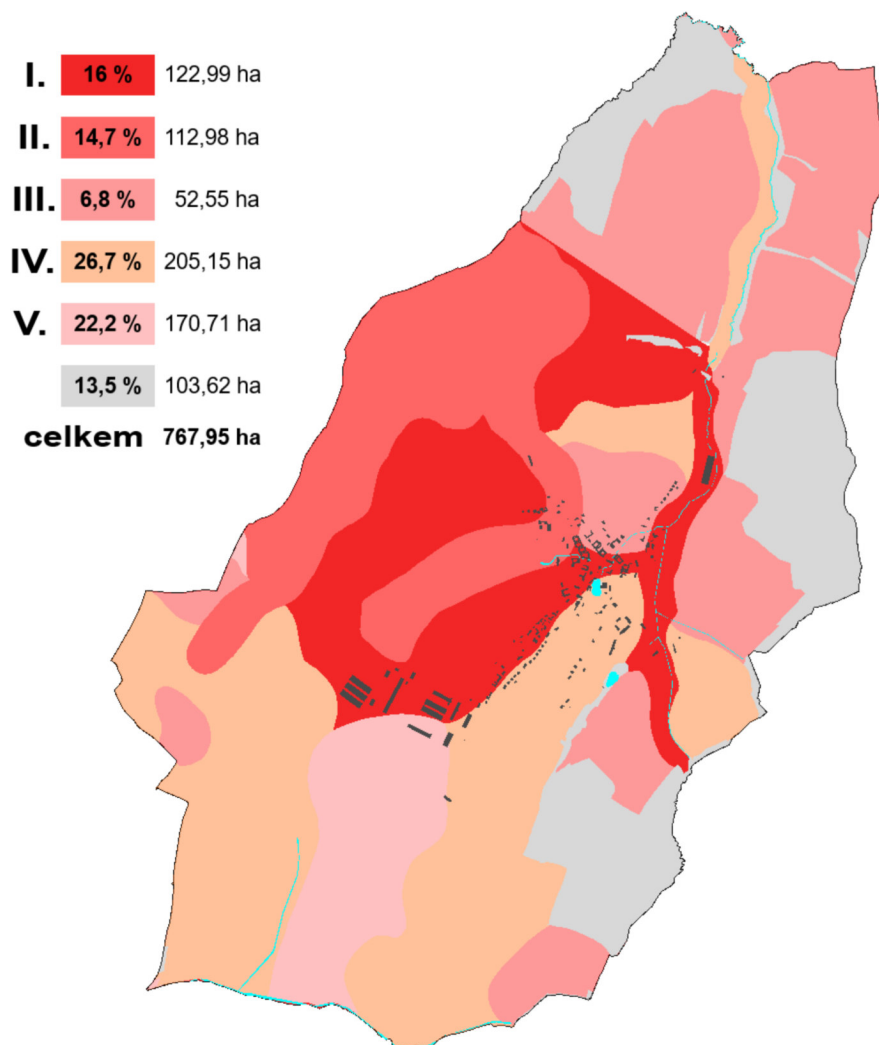 I. 16 % 122,99 ha
II. 14,7 % 112,98 ha
III. 6,8 % 52,55 ha
IV. 26,7 % 205,15 ha
V. 22,2 % 170,71 ha
13,5 % 103,62 ha
celkem 767,95 ha